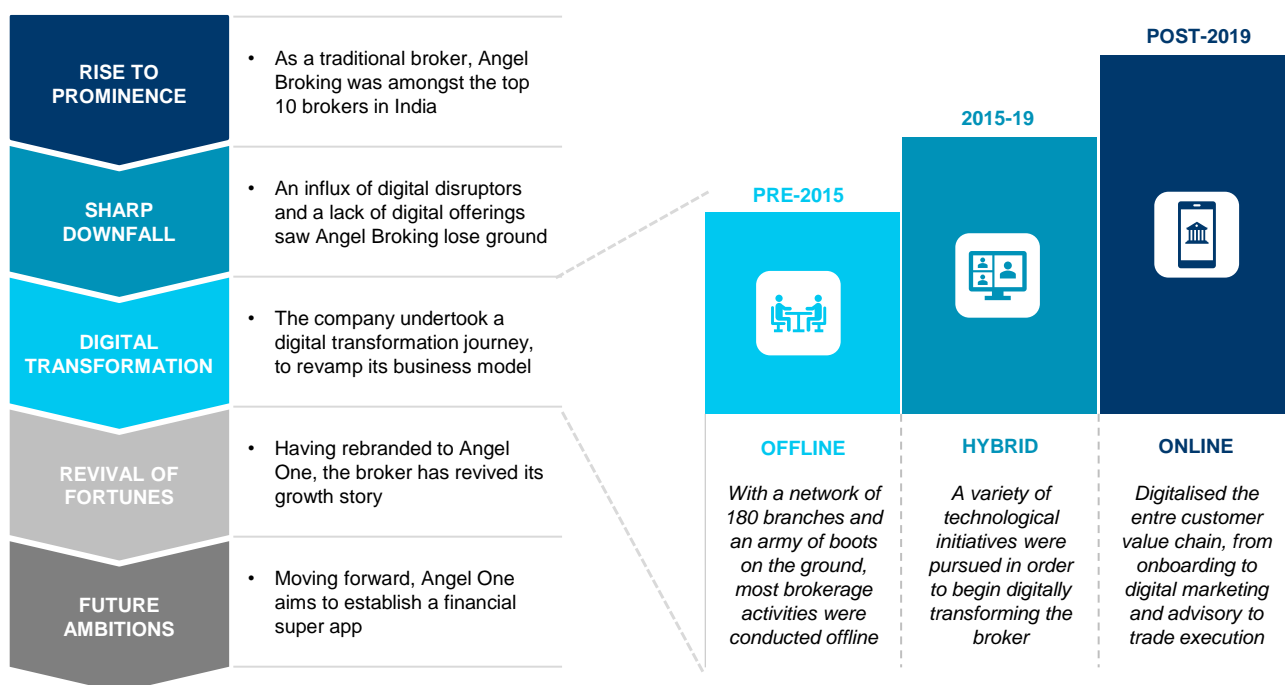 RISE TO
PROMINENCE
• As a traditional broker, Angel
Broking was amongst the top
10 brokers in India
SHARP
DOWNFALL
• An influx of digital disruptors
and a lack of digital offerings
saw Angel Broking lose ground
DIGITAL
TRANSFORMATION
• The company undertook a
digital transformation journey,
to revamp its business model
REVIVAL OF
FORTUNES
• Having rebranded to Angel
One, the broker has revived its
growth story
FUTURE
AMBITIONS
• Moving forward, Angel One
aims to establish a financial
super app
PRE-2015
OFFLINE
With a network of
180 branches and
an army of boots
on the ground,
most brokerage
activities were
conducted offline
2015-19
HYBRID
A variety of
technological
initiatives were
pursued in order
to begin digitally
transforming the
broker
POST-2019
ONLINE
Digitalised the
entre customer
value chain, from
onboarding to
digital marketing
and advisory to
trade execution